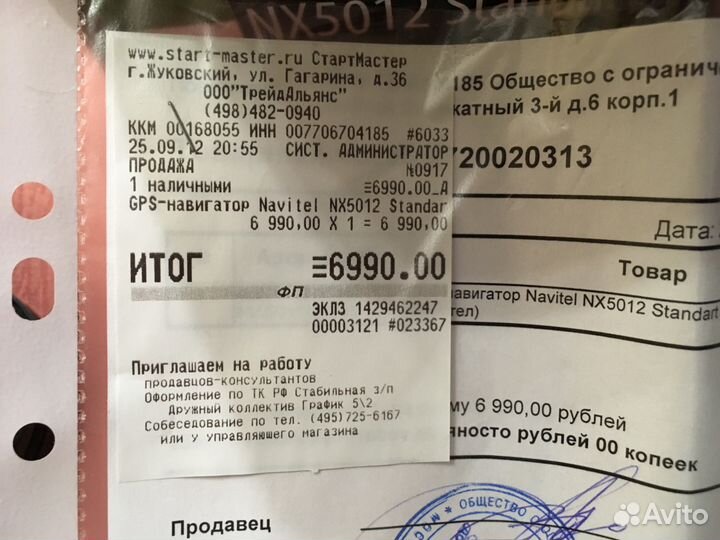 NX5012 Standar
www.start-master.ru СтартМастер
г.Жуковский, ул. Гагарина, д.36
ООО"ТрейдАльянс"
(498)482-0940
ККМ 00168055 ИНН 007706704185 #6033
25.09.12 20:55 СИСТ. АДМИНИСТРАТОР
ПРОДАЖА №0917
1 наличными ≡6990.00_А
GPS-навигатор Navitel NX5012 Standar
6 990,00 X 1 = 6 990,00
ИТОГ ≡6990.00
ФП
ЭКЛЗ 1429462247
00003121 #023367
Приглашаем на работу
продавцов-консультантов
Оформление по ТК РФ Стабильная з/п
Дружный коллектив График 5\2
Собеседование по тел. (495)725-6167
или у управляющего магазина
185 Общество с огранич
катный 3-й д.6 корп.1
720020313
Дата:
Товар
навигатор Navitel NX5012 Standart
тел)
му 6 990,00 рублей
яносто рублей 00 копеек
Продавец
ОБЩЕСТВО
Avito